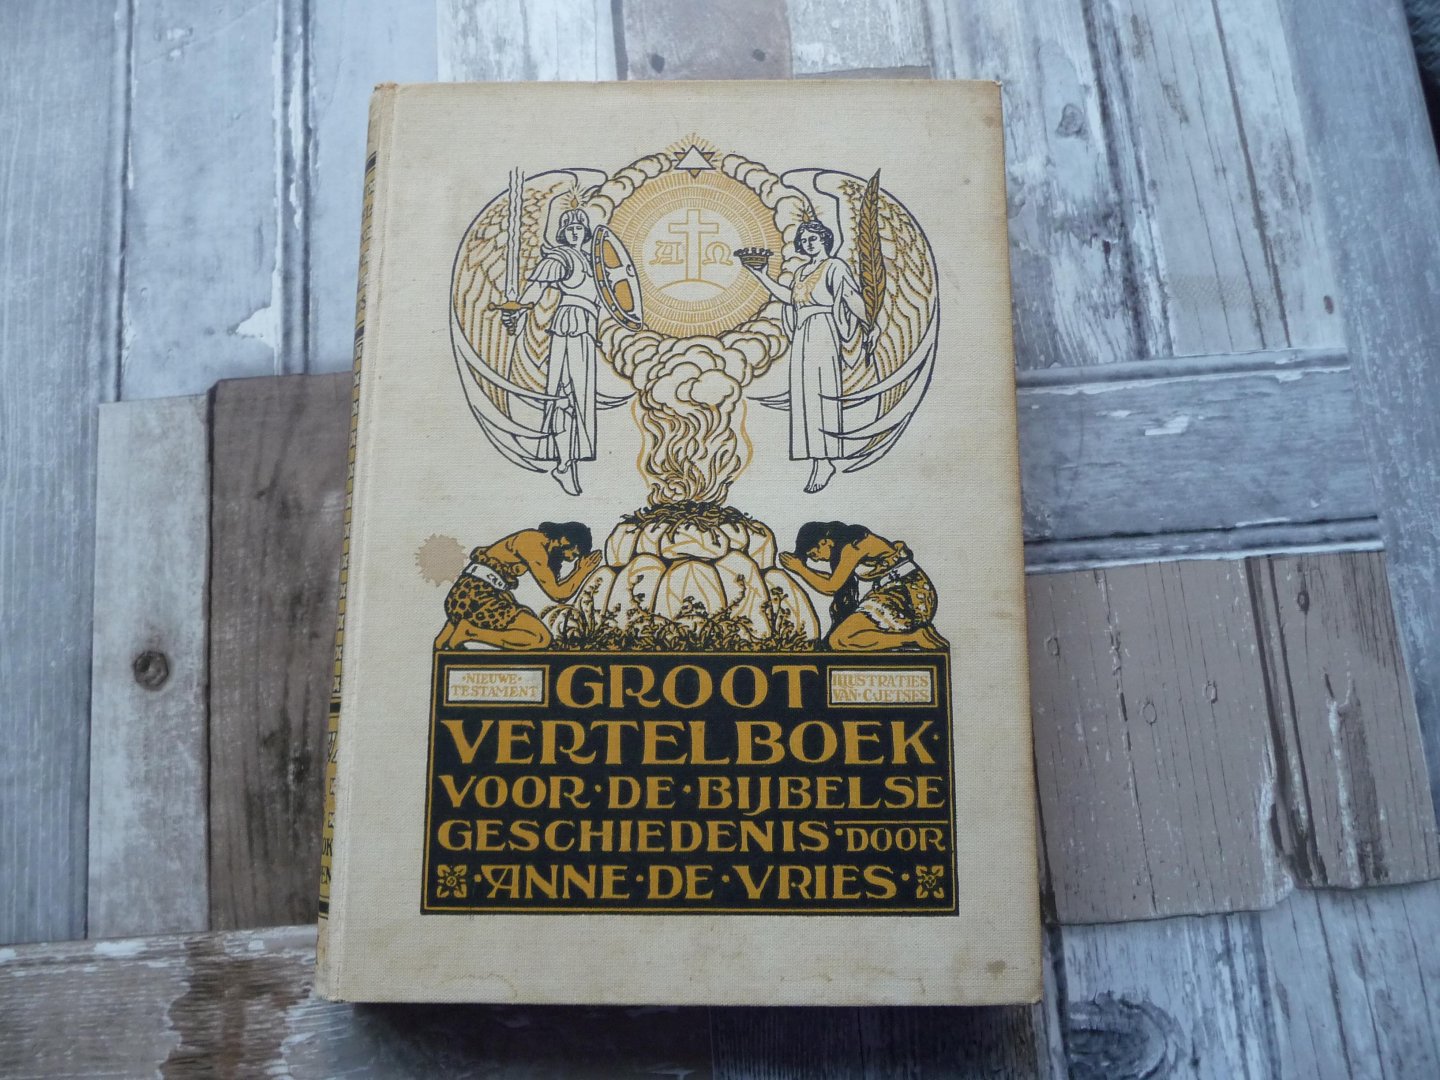 A Ω
·NIEUWE·
TESTAMENT
GROOT
ILLUSTRATIES
VAN·C·JETSES
VERTELBOEK·
VOOR·DE·BIJBELSE
GESCHIEDENIS·DOOR
·ANNE·DE·VRIES·